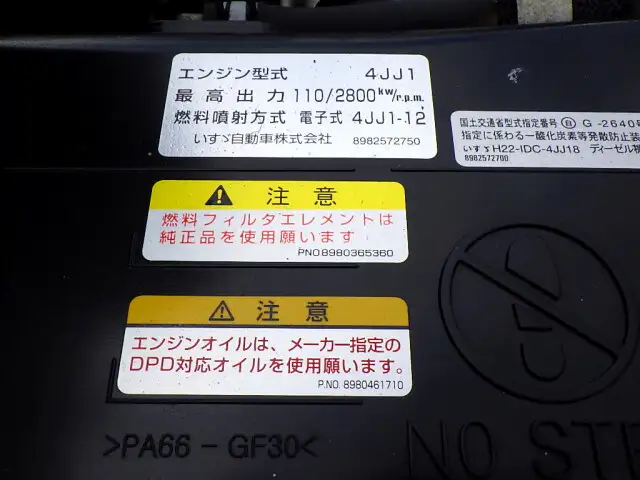 エンジン型式 4JJ1
最高出力 110/2800kW/r.p.m.
燃料噴射方式 電子式 4JJ1-12
いすゞ自動車株式会社 8982572750
国土交通省型式指定番号 G-2640
指定に係わる一酸化炭素等発散防止装
いすゞH22-IDC-4JJ18 ディーゼル機
8982572700
注意
燃料フィルタエレメントは
純正品を使用願います
PNO8980365360
注意
エンジンオイルは、メーカー指定の
DPD対応オイルを使用願います。
P.NO. 8980461710
>PA66-GF30<
NO STE